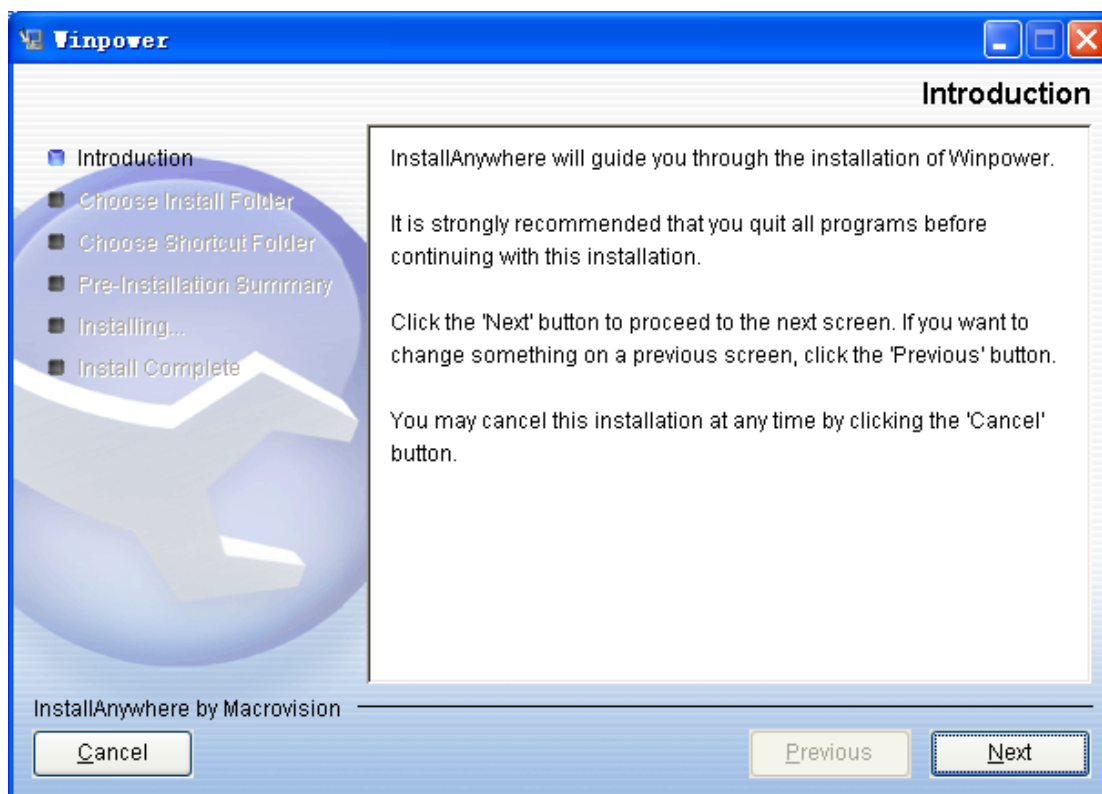 Winpower
Introduction
Introduction
Choose Install Folder
Choose Shortcut Folder
Pre-Installation Summary
Installing...
Install Complete
InstallAnywhere will guide you through the installation of Winpower.
It is strongly recommended that you quit all programs before
continuing with this installation.
Click the 'Next' button to proceed to the next screen. If you want to
change something on a previous screen, click the 'Previous' button.
You may cancel this installation at any time by clicking the 'Cancel'
button.
InstallAnywhere by Macrovision
Cancel
Previous
Next